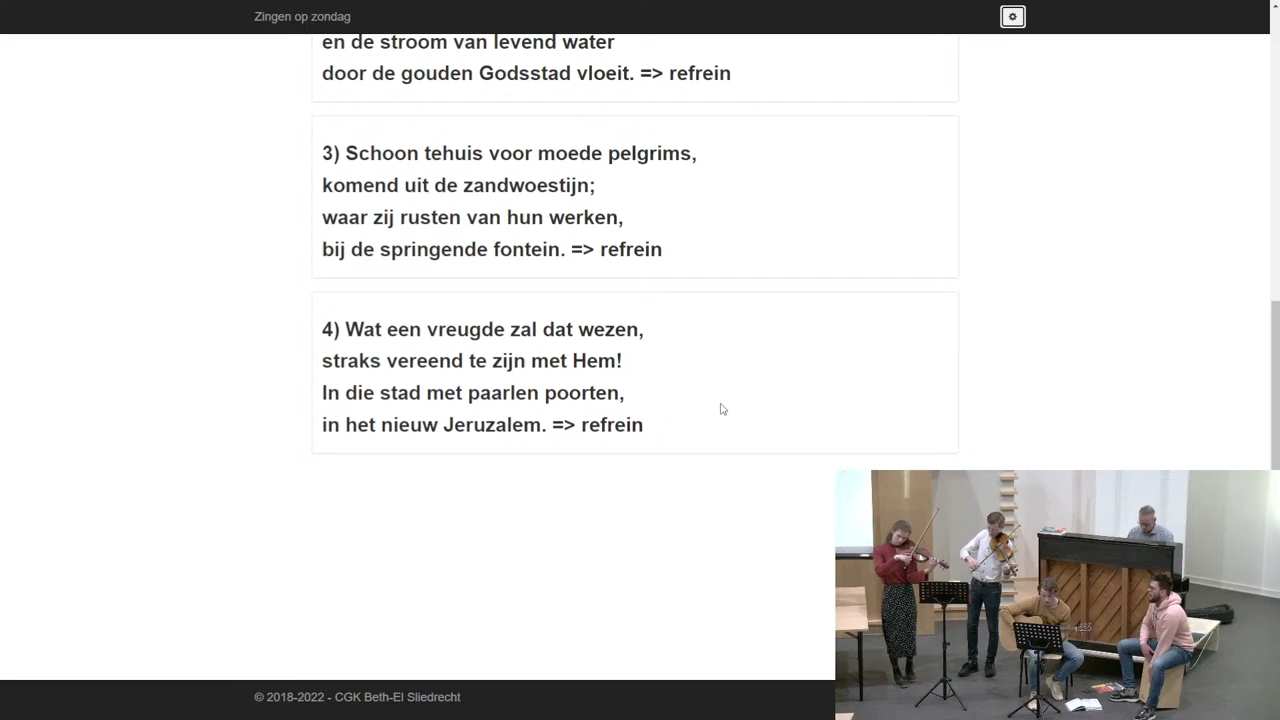 Zingen op zondag
en de stroom van levend water
door de gouden Godsstad vloeit. => refrein
3) Schoon tehuis voor moede pelgrims,
komend uit de zandwoestijn;
waar zij rusten van hun werken,
bij de springende fontein. => refrein
4) Wat een vreugde zal dat wezen,
straks vereend te zijn met Hem!
In die stad met paarlen poorten,
in het nieuw Jeruzalem. => refrein
© 2018-2022 - CGK Beth-El Sliedrecht